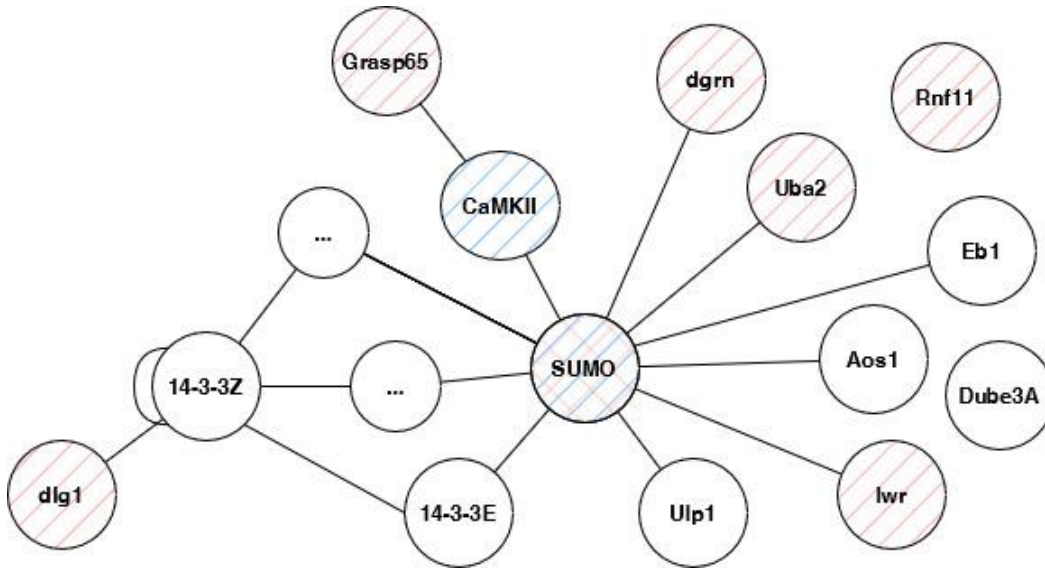 Grasp65
dgrn
Rnf11
CaMKII
Uba2
...
Eb1
SUMO
Aos1
14-3-3Z
...
Dube3A
dlg1
14-3-3E
Ulp1
lwr